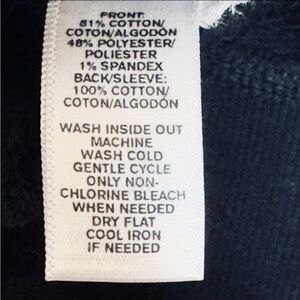 FRONT:
51% COTTON/
COTON/ALGODÓN
48% POLYESTER/
POLIÉSTER
1% SPANDEX
BACK/SLEEVE:
100% COTTON/
COTON/ALGODÓN
WASH INSIDE OUT
MACHINE
WASH COLD
GENTLE CYCLE
ONLY NON-
CHLORINE BLEACH
WHEN NEEDED
DRY FLAT
COOL IRON
IF NEEDED